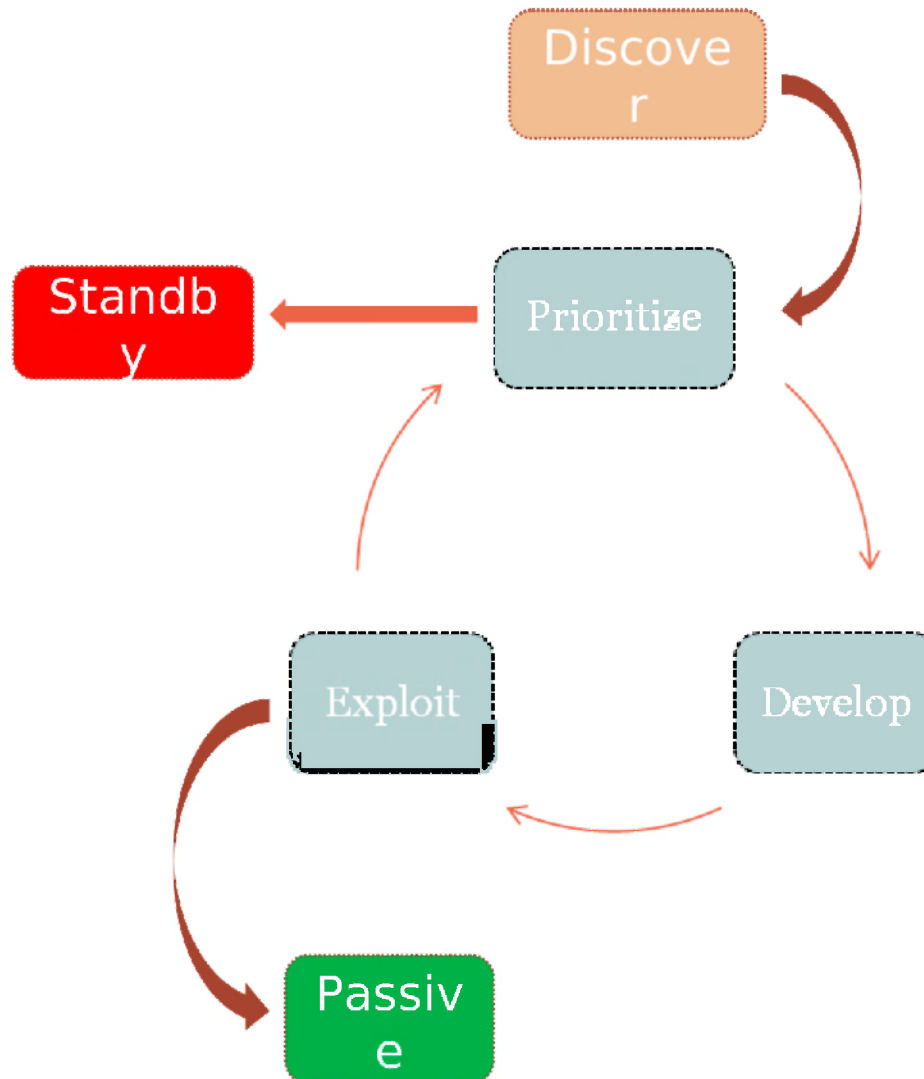 Discove
r
Standb
y
Prioritize
Exploit
Develop
Passiv
e